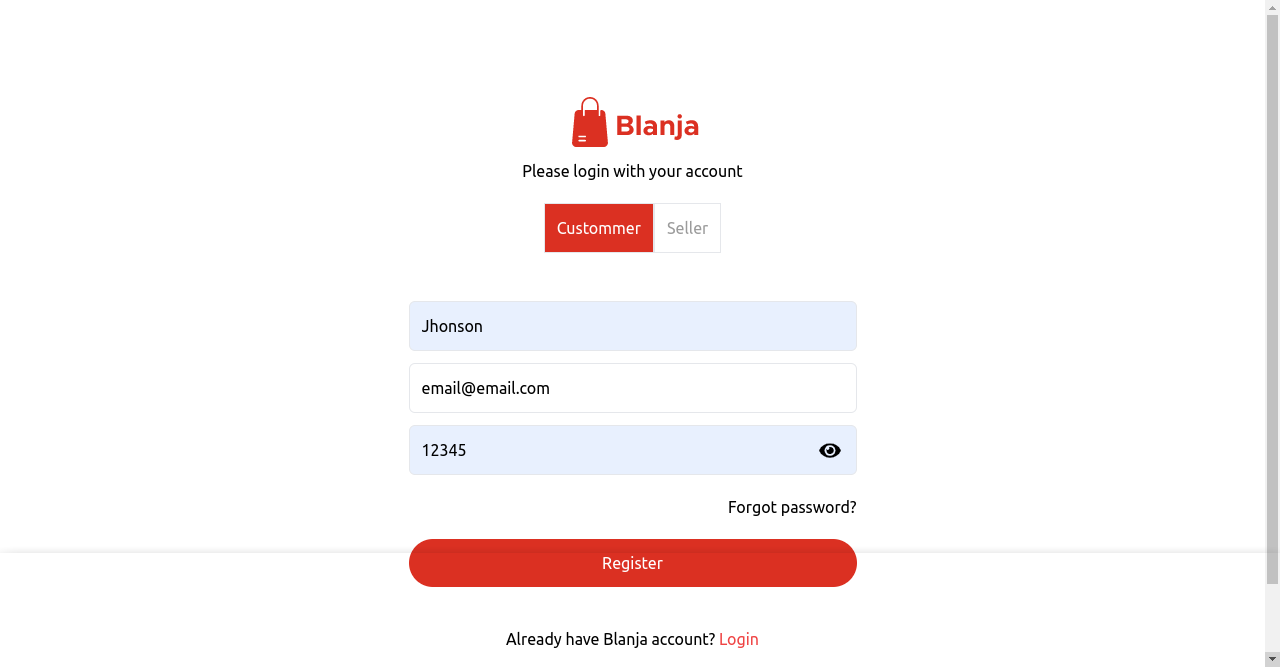 Blanja
Please login with your account
Custommer
Seller
Jhonson
email@email.com
12345
Forgot password?
Register
Already have Blanja account? Login